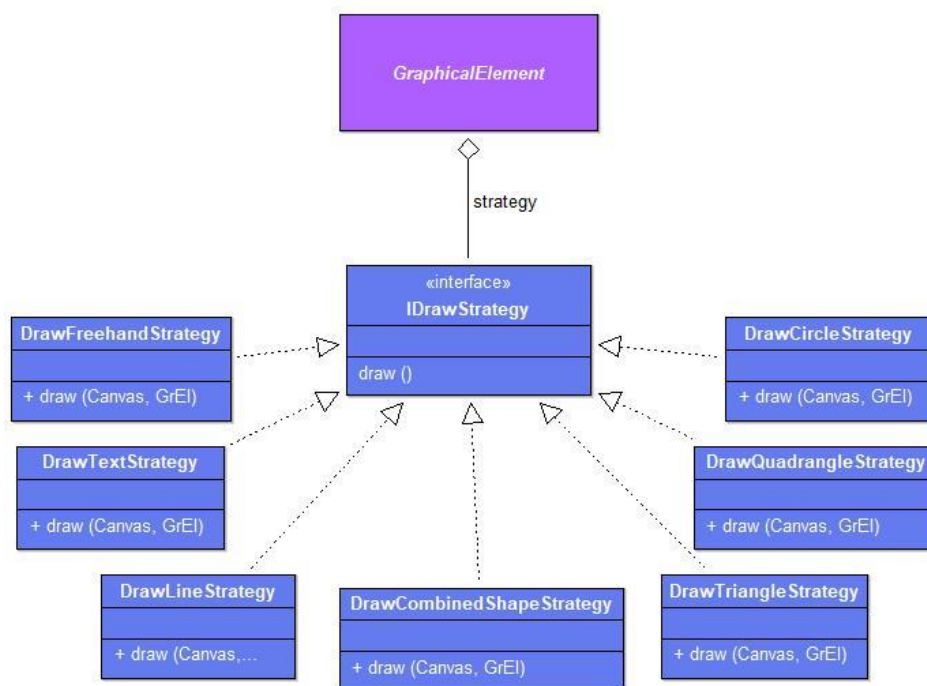 GraphicalElement
strategy
«interface»
IDrawStrategy
draw ()
DrawFreehandStrategy
+ draw (Canvas, GrEl)
DrawCircleStrategy
+ draw (Canvas, GrEl)
DrawTextStrategy
+ draw (Canvas, GrEl)
DrawQuadrangleStrategy
+ draw (Canvas, GrEl)
DrawLineStrategy
+ draw (Canvas,...
DrawCombinedShapeStrategy
+ draw (Canvas, GrEl)
DrawTriangleStrategy
+ draw (Canvas, GrEl)